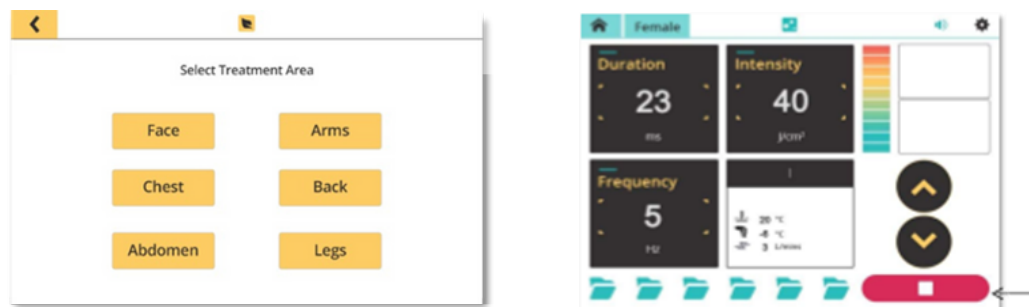 Select Treatment Area
Face
Arms
Chest
Back
Abdomen
Legs
Female
Duration
23
ms
Intensity
40
j/cm²
Frequency
5
Hz
20 °C
-8 °C
3 L/mins